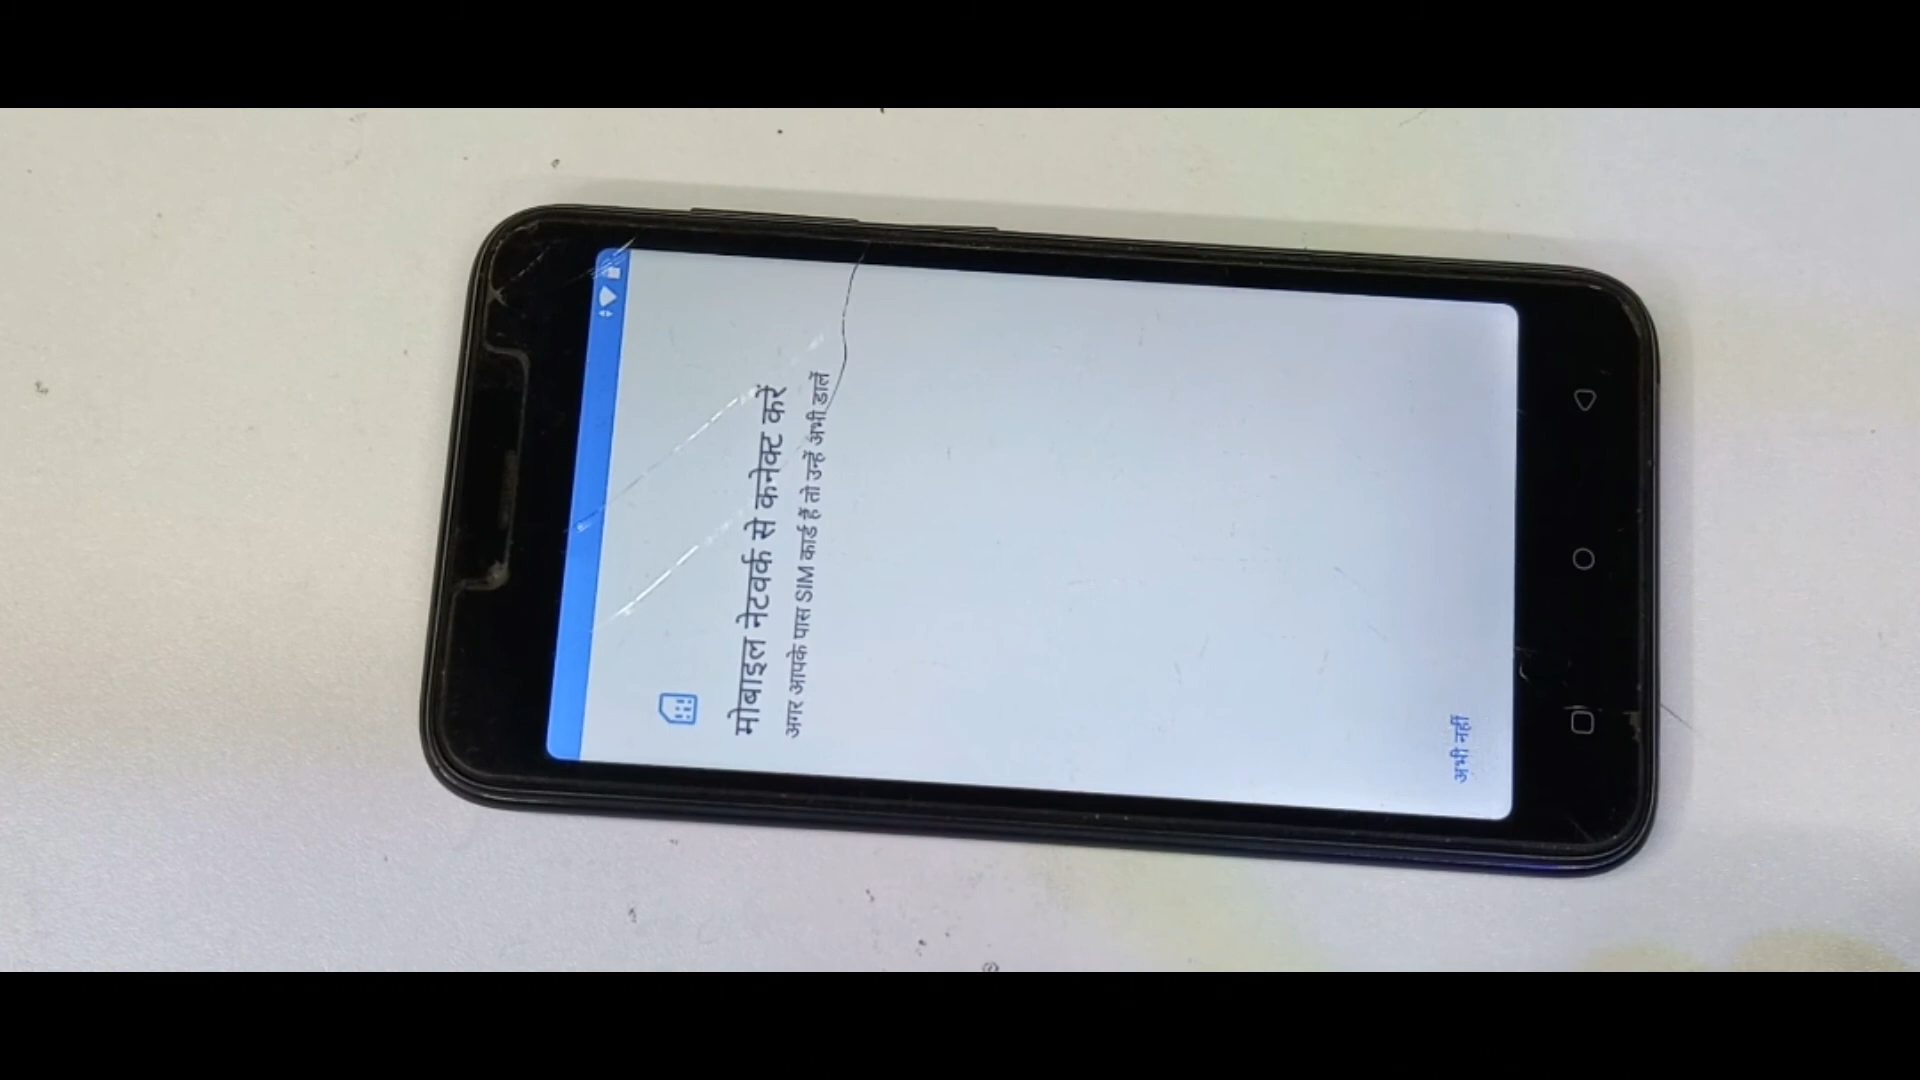 मोबाइल नेटवर्क से कनेक्ट करें
अगर आपके पास SIM कार्ड हैं तो उन्हें अभी डालें
अभी नहीं